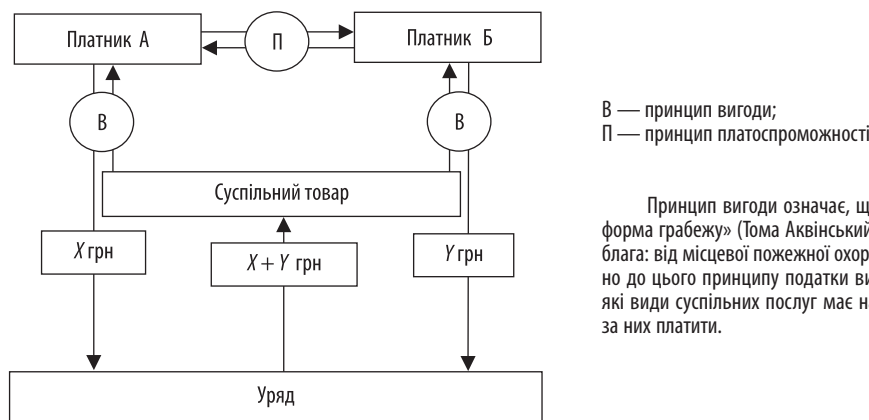 Платник А
П
Платник Б
В
В
Суспільний товар
X грн
X + Y грн
Y грн
Уряд
В — принцип вигоди;
П — принцип платоспроможності
Принцип вигоди означає, щ
форма грабежу» (Тома Аквінський
блага: від місцевої пожежної охор
но до цього принципу податки ви
які види суспільних послуг має на
за них платити.